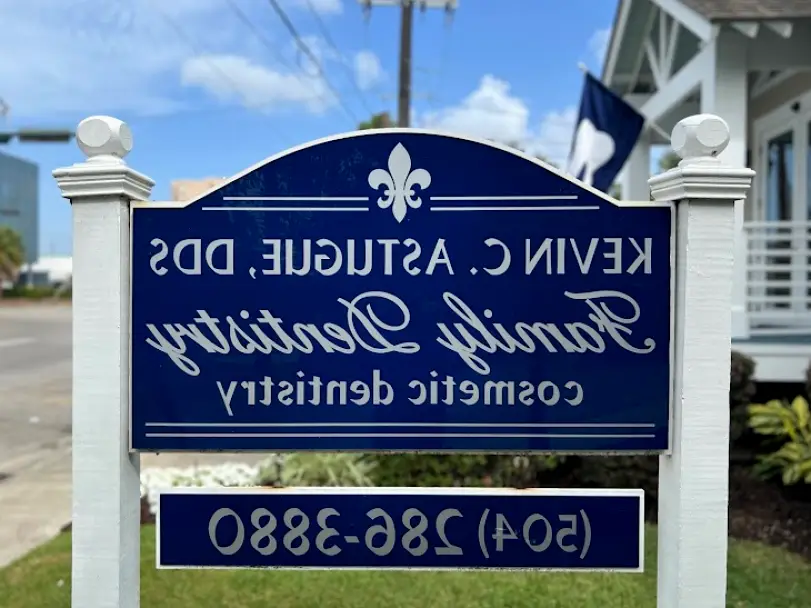 KEVIN C. ASTUGUE, DDS
Family Dentistry
cosmetic dentistry
(504) 286-3880